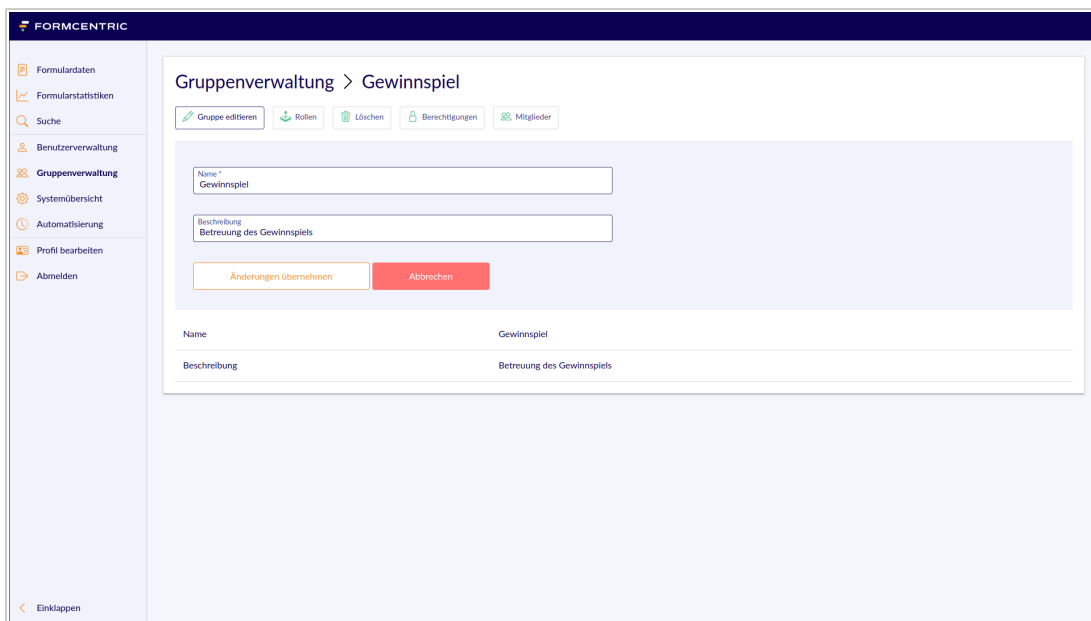 FORMCENTRIC
Formulardaten
Formularstatistiken
Suche
Benutzerverwaltung
Gruppenverwaltung
Systemübersicht
Automatisierung
Profil bearbeiten
Abmelden
Einklappen
Gruppenverwaltung > Gewinnspiel
Gruppe editieren Rollen Löschen Berechtigungen Mitglieder
Name *
Gewinnspiel
Beschreibung
Betreuung des Gewinnspiels
Änderungen übernehmen Abbrechen
Name Gewinnspiel
Beschreibung Betreuung des Gewinnspiels